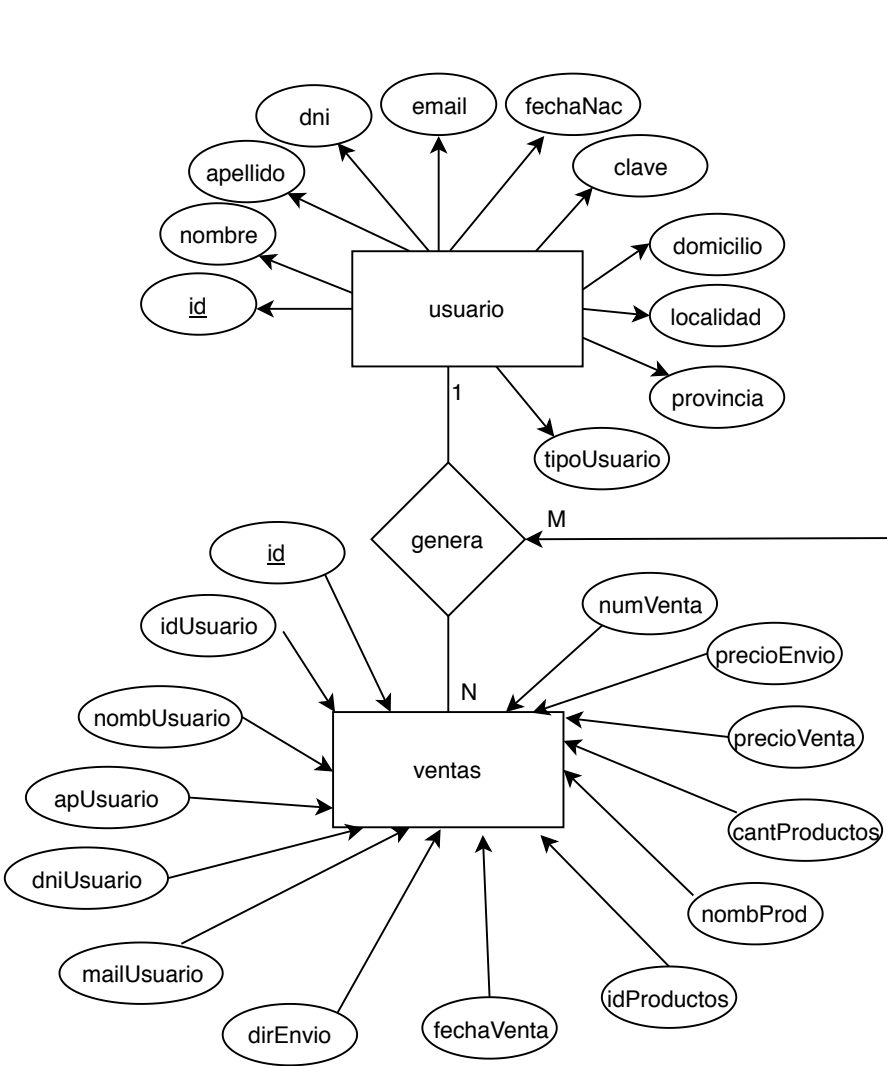 email
fechaNac
dni
clave
apellido
nombre
domicilio
id
usuario
localidad
provincia
1
tipoUsuario
M
genera
id
numVenta
idUsuario
precioEnvio
N
nombUsuario
precioVenta
ventas
apUsuario
cantProductos
dniUsuario
nombProd
mailUsuario
idProductos
dirEnvio
fechaVenta